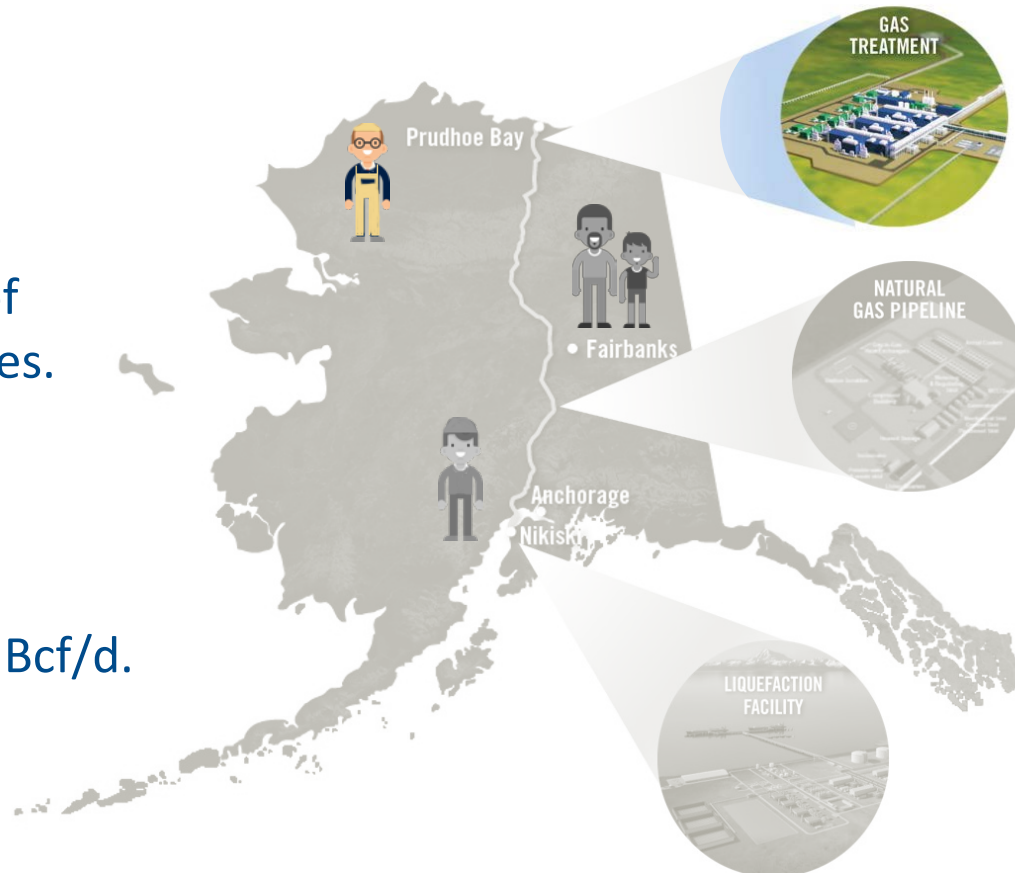 GAS
TREATMENT
Prudhoe Bay
f
es.
NATURAL
GAS PIPELINE
Fairbanks
Anchorage
Nikiski
Bcf/d.
LIQUEFACTION
FACILITY